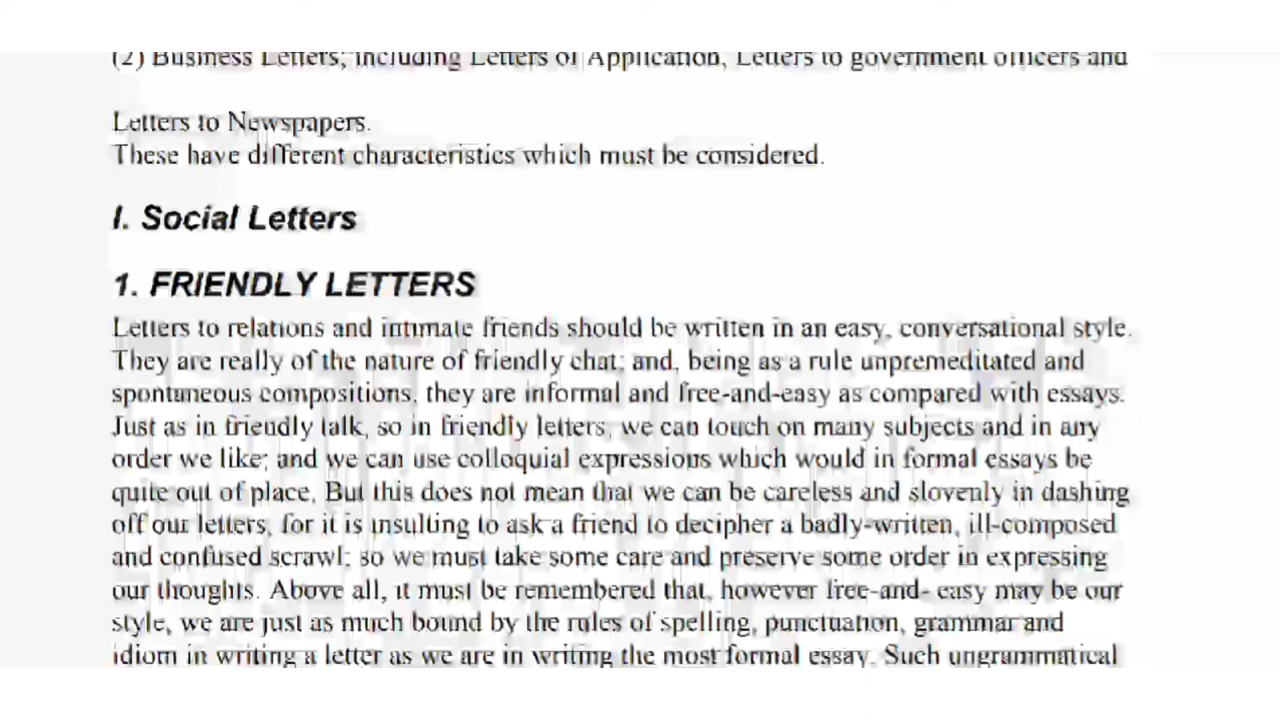 (2) Business Letters; including Letters of Application, Letters to government officers and
Letters to Newspapers.
These have different characteristics which must be considered.
I. Social Letters
1. FRIENDLY LETTERS
Letters to relations and intimate friends should be written in an easy, conversational style.
They are really of the nature of friendly chat; and, being as a rule unpremeditated and
spontaneous compositions, they are informal and free-and-easy as compared with essays.
Just as in friendly talk, so in friendly letters, we can touch on many subjects and in any
order we like; and we can use colloquial expressions which would in formal essays be
quite out of place. But this does not mean that we can be careless and slovenly in dashing
off our letters, for it is insulting to ask a friend to decipher a badly-written, ill-composed
and confused scrawl; so we must take some care and preserve some order in expressing
our thoughts. Above all, it must be remembered that, however free-and- easy may be our
style, we are just as much bound by the rules of spelling, punctuation, grammar and
idiom in writing a letter as we are in writing the most formal essay. Such ungrammatical